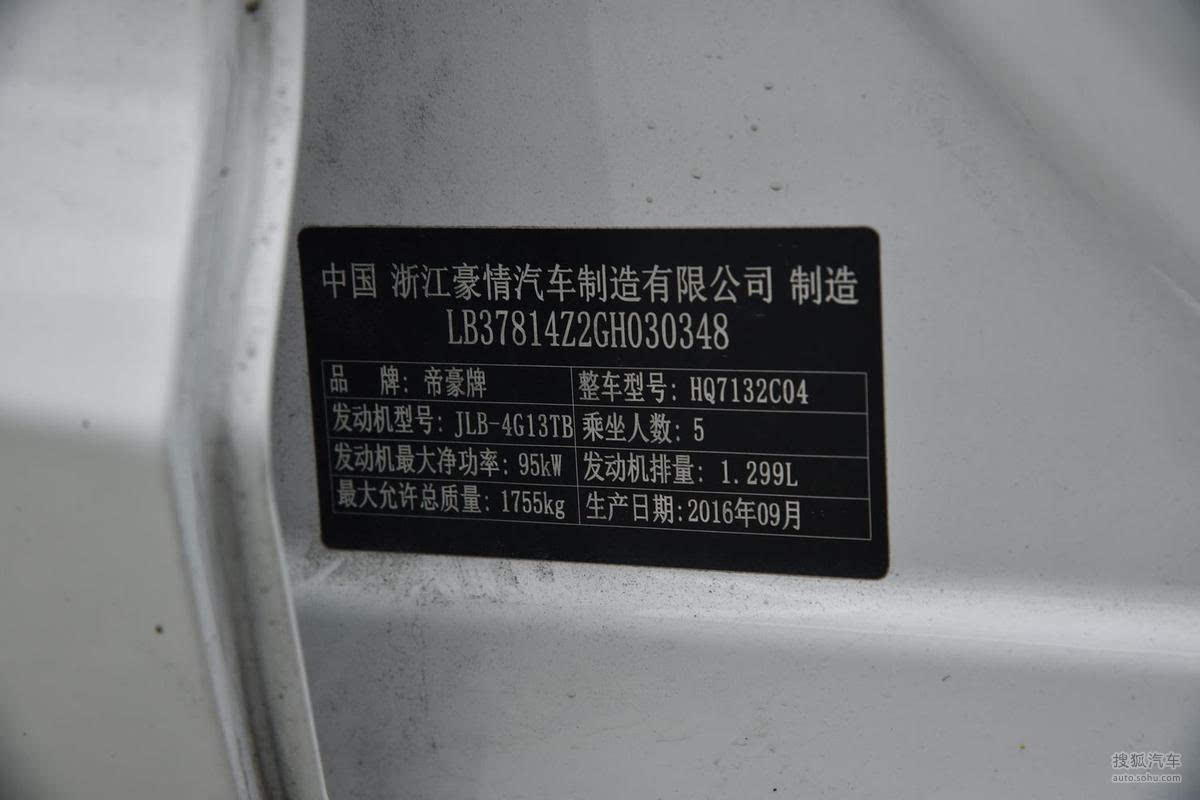 中国 浙江豪情汽车制造有限公司 制造
LB37814Z2GH030348
品 牌: 帝豪牌 整车型号: HQ7132C04
发动机型号: JLB-4G13TB 乘坐人数: 5
发动机最大净功率: 95kW 发动机排量: 1.299L
最大允许总质量: 1755kg 生产日期:2016年09月
搜狐汽车
auto.sohu.com